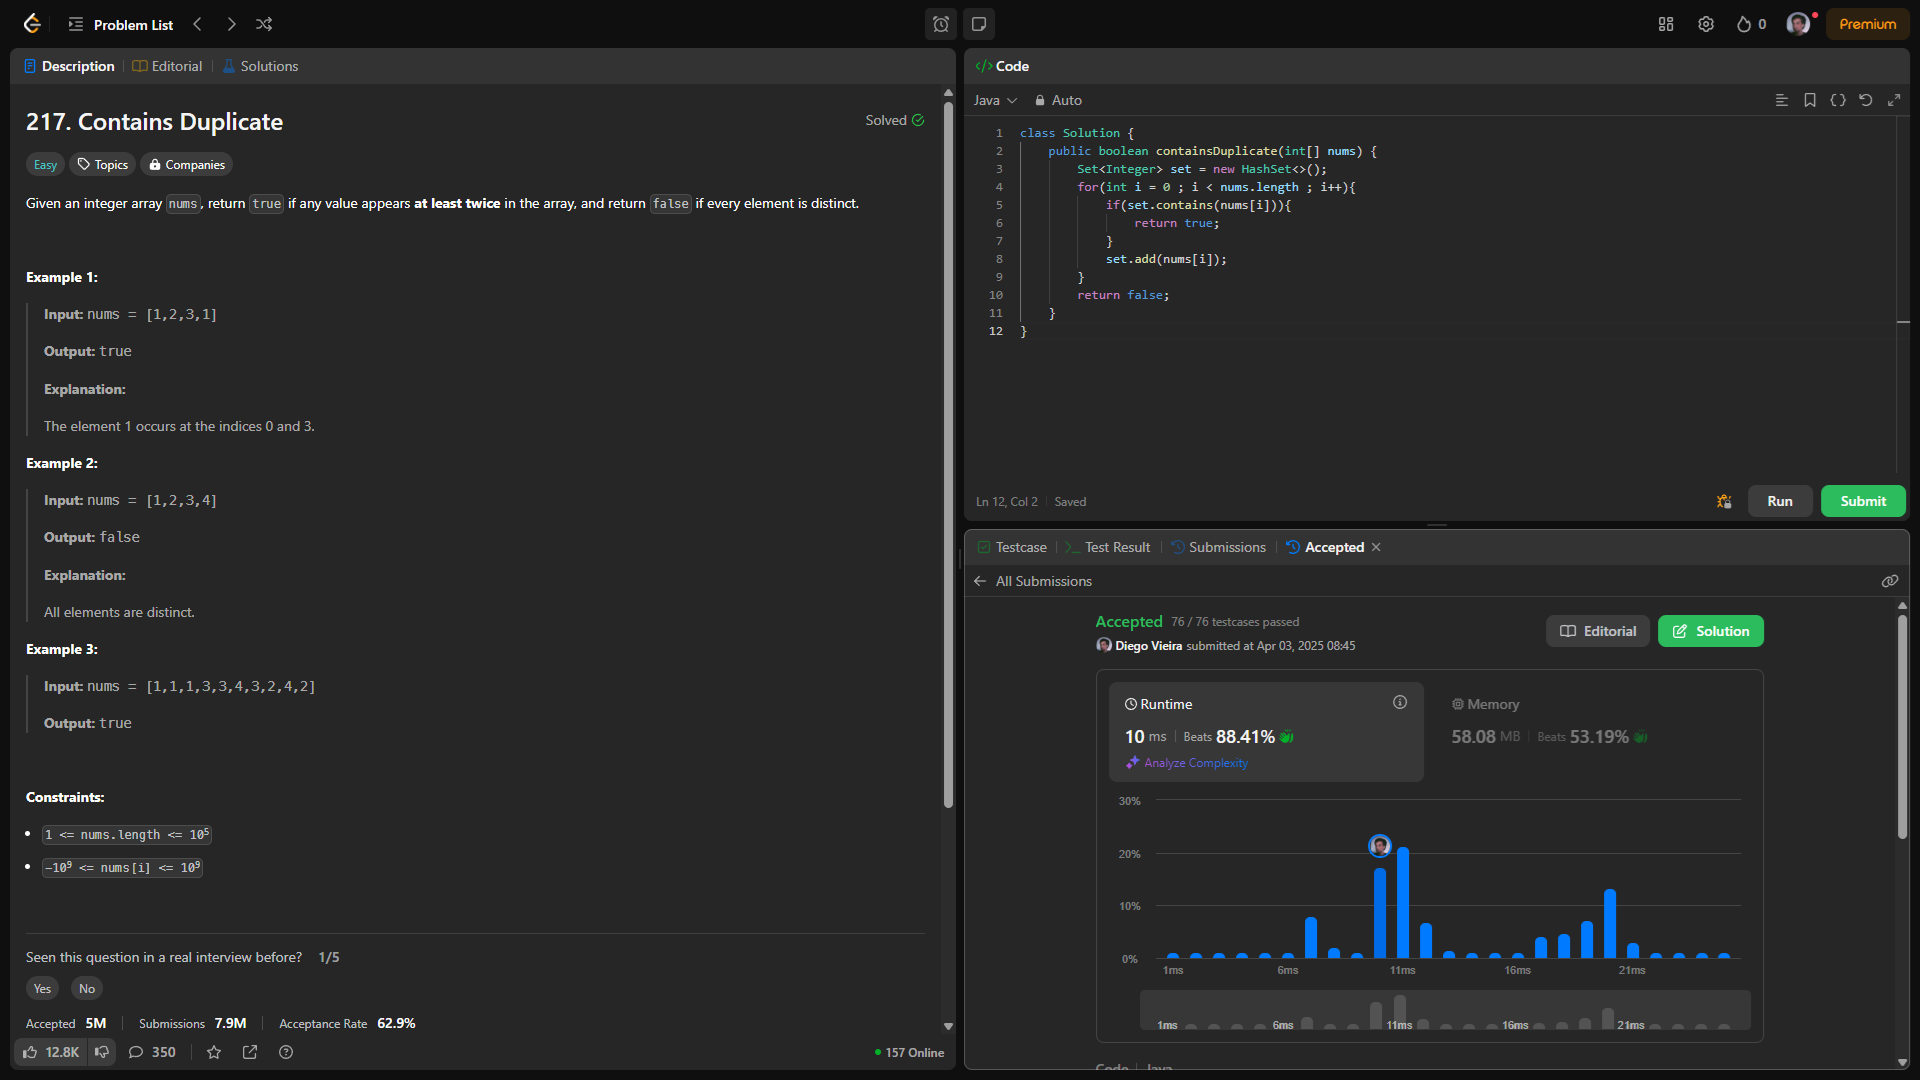 Problem List
0
Premium
Description
Editorial
Solutions
217. Contains Duplicate
Solved
Easy
Topics
Companies
Given an integer array nums, return true if any value appears at least twice in the array, and return false if every element is distinct.
Example 1:
Input: nums = [1,2,3,1]
Output: true
Explanation:
The element 1 occurs at the indices 0 and 3.
Example 2:
Input: nums = [1,2,3,4]
Output: false
Explanation:
All elements are distinct.
Example 3:
Input: nums = [1,1,1,3,3,4,3,2,4,2]
Output: true
Constraints:
1 <= nums.length <= 10⁵
-10⁹ <= nums[i] <= 10⁹
Seen this question in a real interview before? 1/5
Yes
No
Accepted 5M
Submissions 7.9M
Acceptance Rate 62.9%
12.8K
350
157 Online
</> Code
Java
Auto
1 class Solution {
2     public boolean containsDuplicate(int[] nums) {
3         Set<Integer> set = new HashSet<>();
4         for(int i = 0 ; i < nums.length ; i++){
5             if(set.contains(nums[i])){
6                 return true;
7             }
8             set.add(nums[i]);
9         }
10         return false;
11     }
12 }
Ln 12, Col 2
Saved
Run
Submit
Testcase
Test Result
Submissions
Accepted
All Submissions
Accepted 76 / 76 testcases passed
Diego Vieira submitted at Apr 03, 2025 08:45
Editorial
Solution
Runtime
10 ms Beats 88.41%
Analyze Complexity
Memory
58.08 MB Beats 53.19%
30%
20%
10%
0%
1ms 6ms 11ms 16ms 21ms
1ms 6ms 11ms 16ms 21ms
Code Java